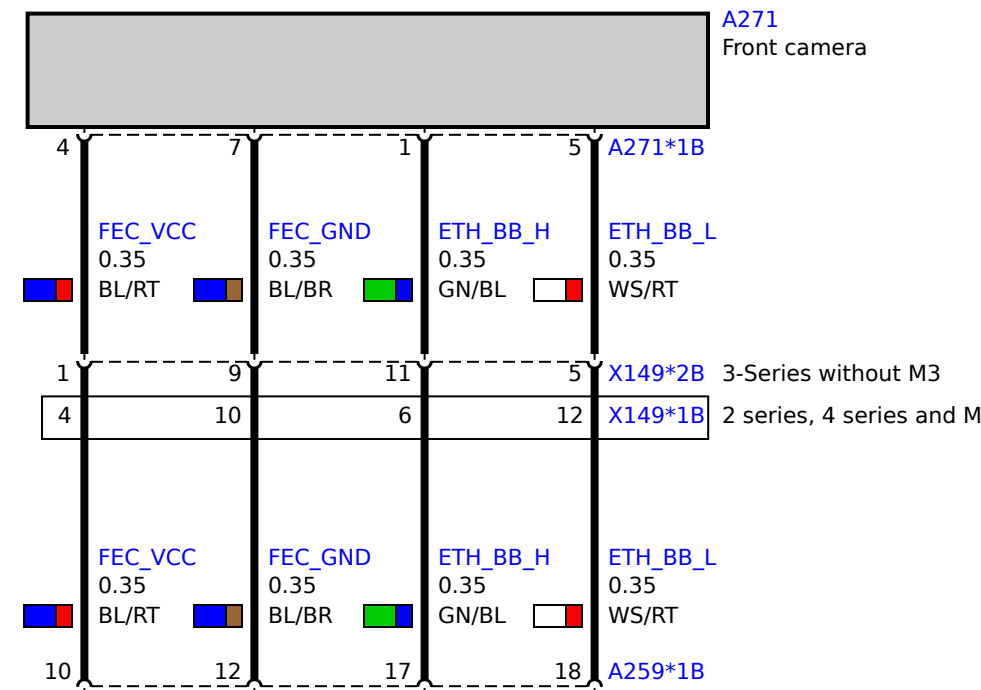 A271
Front camera
4 7 1 5 A271*1B
FEC_VCC FEC_GND ETH_BB_H ETH_BB_L
0.35 0.35 0.35 0.35
BL/RT BL/BR GN/BL WS/RT
1 9 11 5 X149*2B 3-Series without M3
4 10 6 12 X149*1B 2 series, 4 series and M
FEC_VCC FEC_GND ETH_BB_H ETH_BB_L
0.35 0.35 0.35 0.35
BL/RT BL/BR GN/BL WS/RT
10 12 17 18 A259*1B